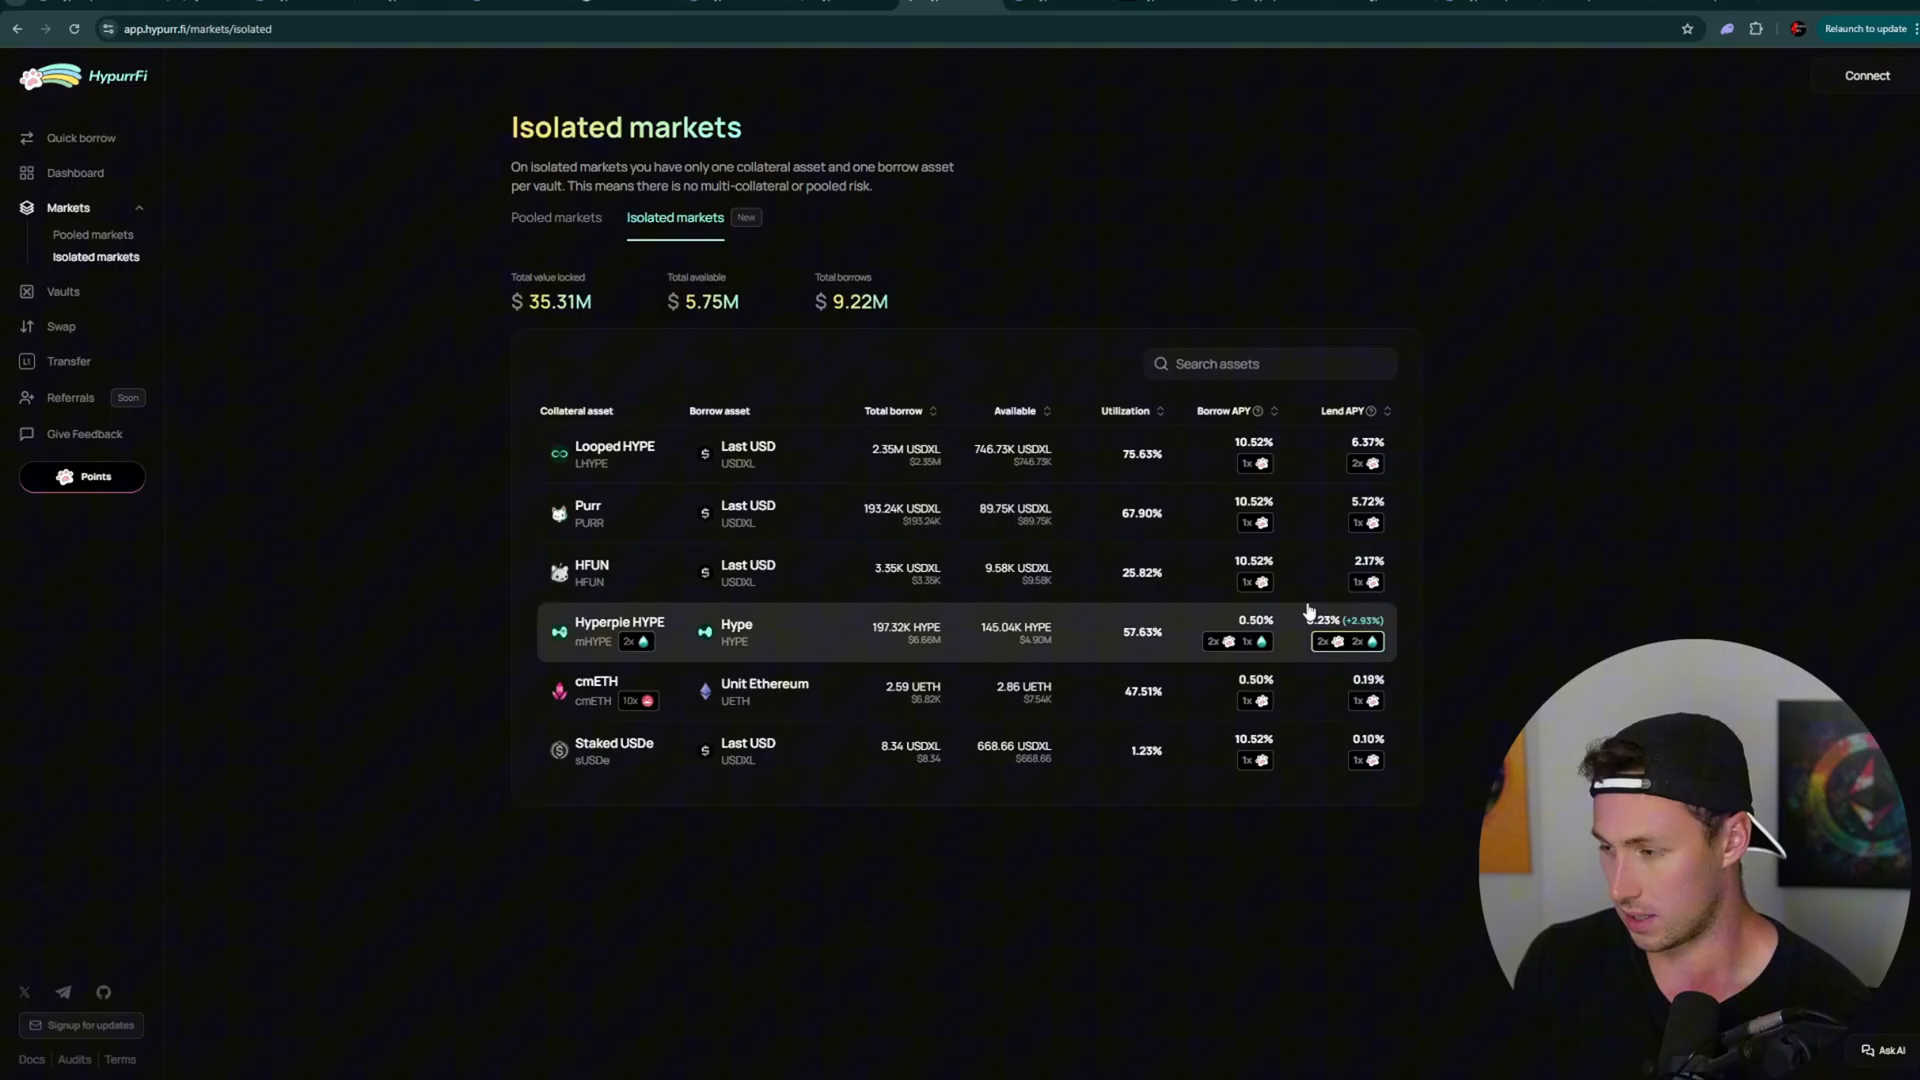 app.hypurr.fi/markets/isolated
Relaunch to update
HypurrFi
Connect
Quick borrow
Dashboard
Markets
Pooled markets
Isolated markets
Vaults
Swap
Transfer
Referrals Soon
Give Feedback
Points
Isolated markets
On isolated markets you have only one collateral asset and one borrow asset
per vault. This means there is no multi-collateral or pooled risk.
Pooled markets Isolated markets New
Total value locked Total available Total borrows
$ 35.31M $ 5.75M $ 9.22M
Search assets
Collateral asset Borrow asset Total borrow Available Utilization Borrow APY Lend APY
Looped HYPE Last USD 2.35M USDXL 746.73K USDXL 75.63% 10.52% 6.37%
LHYPE USDXL $2.35M $746.73K 1x 2x
Purr Last USD 193.24K USDXL 89.75K USDXL 67.90% 10.52% 5.72%
PURR USDXL $193.24K $89.75K 1x 1x
HFUN Last USD 3.35K USDXL 9.58K USDXL 25.82% 10.52% 2.17%
HFUN USDXL $3.35K $9.58K 1x 1x
Hyperpie HYPE Hype 197.32K HYPE 145.04K HYPE 57.63% 0.50% .23% (+2.93%)
mHYPE 2x HYPE $6.66M $4.90M 2x 1x 2x 2x
cmETH Unit Ethereum 2.59 UETH 2.86 UETH 47.51% 0.50% 0.19%
cmETH 10x UETH $6.82K $7.54K 1x 1x
Staked USDe Last USD 8.34 USDXL 668.66 USDXL 1.23% 10.52% 0.10%
sUSDe USDXL $8.34 $668.66 1x 1x
Signup for updates
Docs Audits Terms
Ask AI